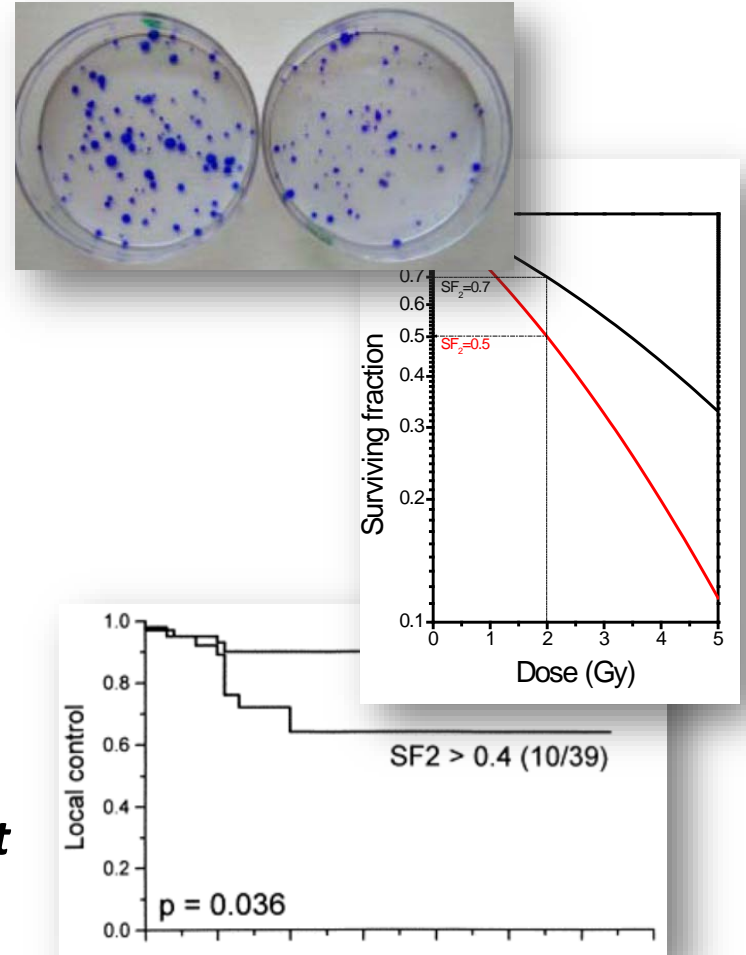 0.7
SF2=0.7
0.6
0.5
SF2=0.5
0.4
0.3
0.2
0.1
Surviving fraction
0 1 2 3 4 5
Dose (Gy)
1.0
0.8
0.6
0.4
0.2
0.0
Local control
SF2 > 0.4 (10/39)
p = 0.036
t